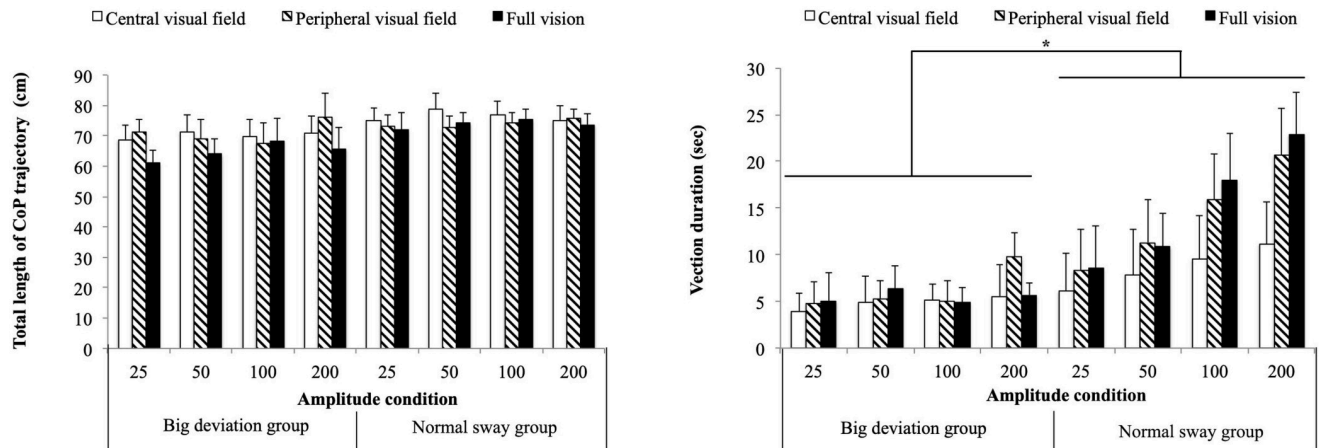 Central visual field Peripheral visual field Full vision
Total length of CoP trajectory (cm)
90
80
70
60
50
40
30
20
10
0
25 50 100 200 25 50 100 200
Amplitude condition
Big deviation group Normal sway group
Central visual field Peripheral visual field Full vision
*
Vection duration (sec)
30
25
20
15
10
5
0
25 50 100 200 25 50 100 200
Amplitude condition
Big deviation group Normal sway group